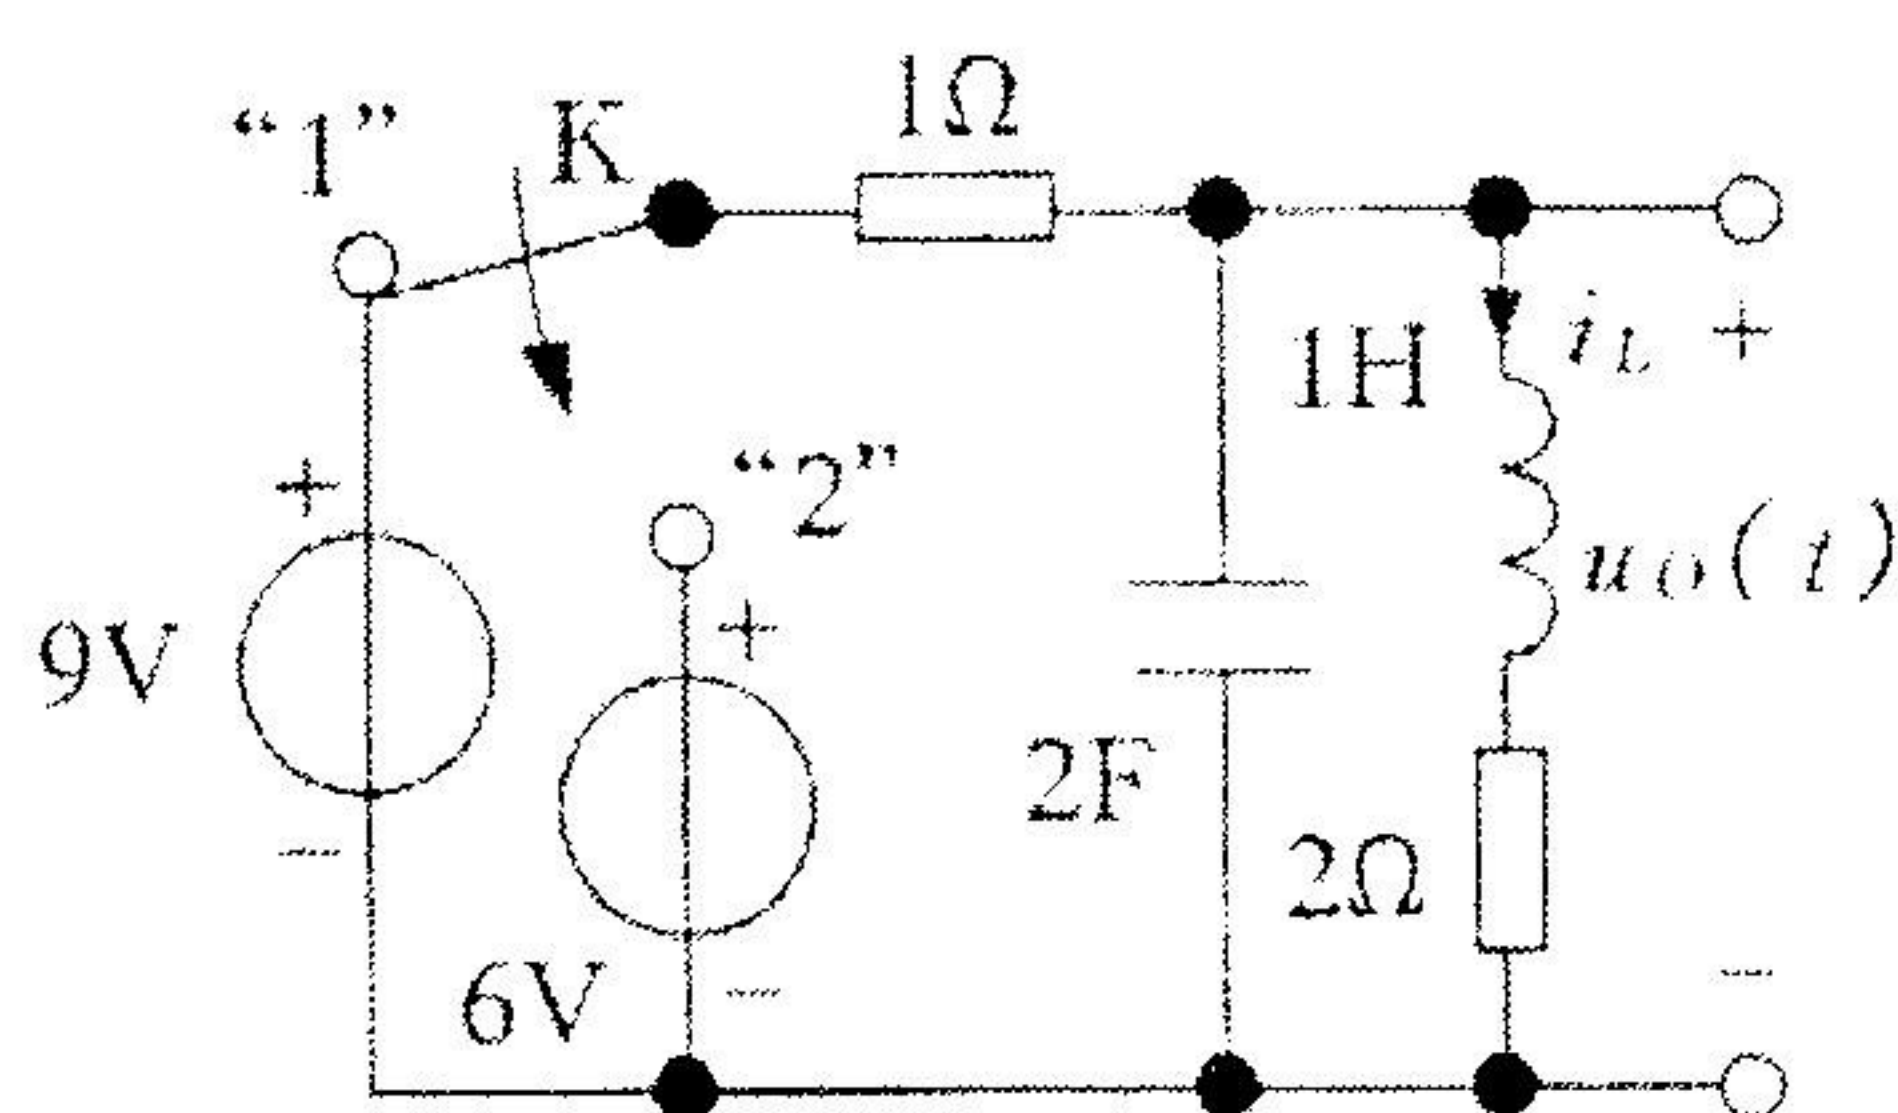 1Ω
“1”
K
1H
i_L
+
“2”
+
u_O(t)
+
9V
2F
2Ω
−
6V
−
−